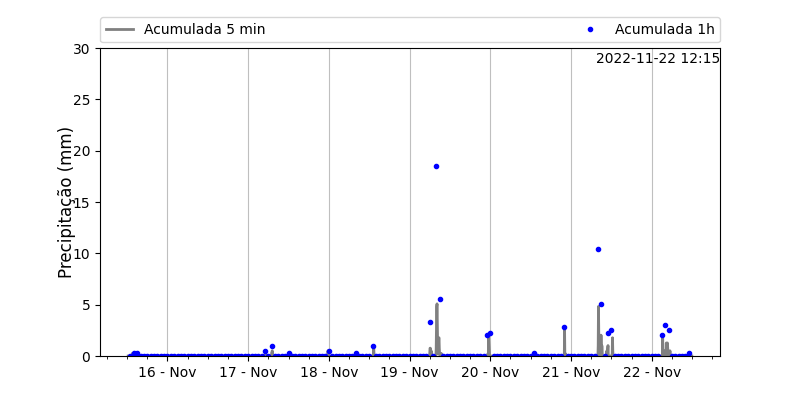 Acumulada 5 min
Acumulada 1h
2022-11-22 12:15
Precipitação (mm)
30
25
20
15
10
5
0
16 - Nov
17 - Nov
18 - Nov
19 - Nov
20 - Nov
21 - Nov
22 - Nov